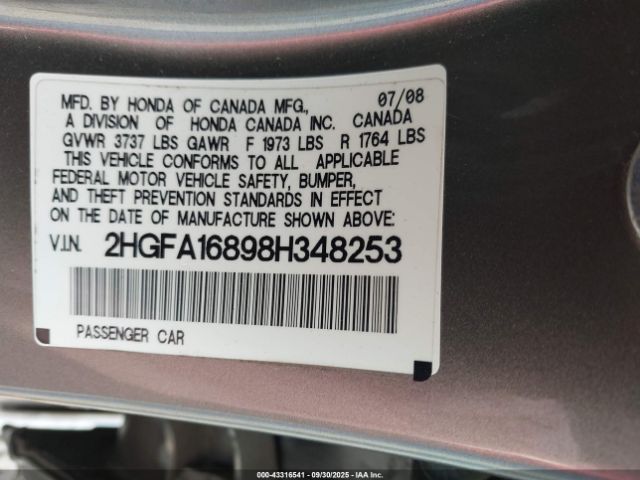 MFD. BY HONDA OF CANADA MFG., 07/08
A DIVISION OF HONDA CANADA INC. CANADA
GVWR 3737 LBS GAWR F 1973 LBS R 1764 LBS
THIS VEHICLE CONFORMS TO ALL APPLICABLE
FEDERAL MOTOR VEHICLE SAFETY, BUMPER,
AND THEFT PREVENTION STANDARDS IN EFFECT
ON THE DATE OF MANUFACTURE SHOWN ABOVE:
V.I.N. 2HGFA16898H348253
PASSENGER CAR
000-43316541 - 09/30/2025 - IAA Inc.